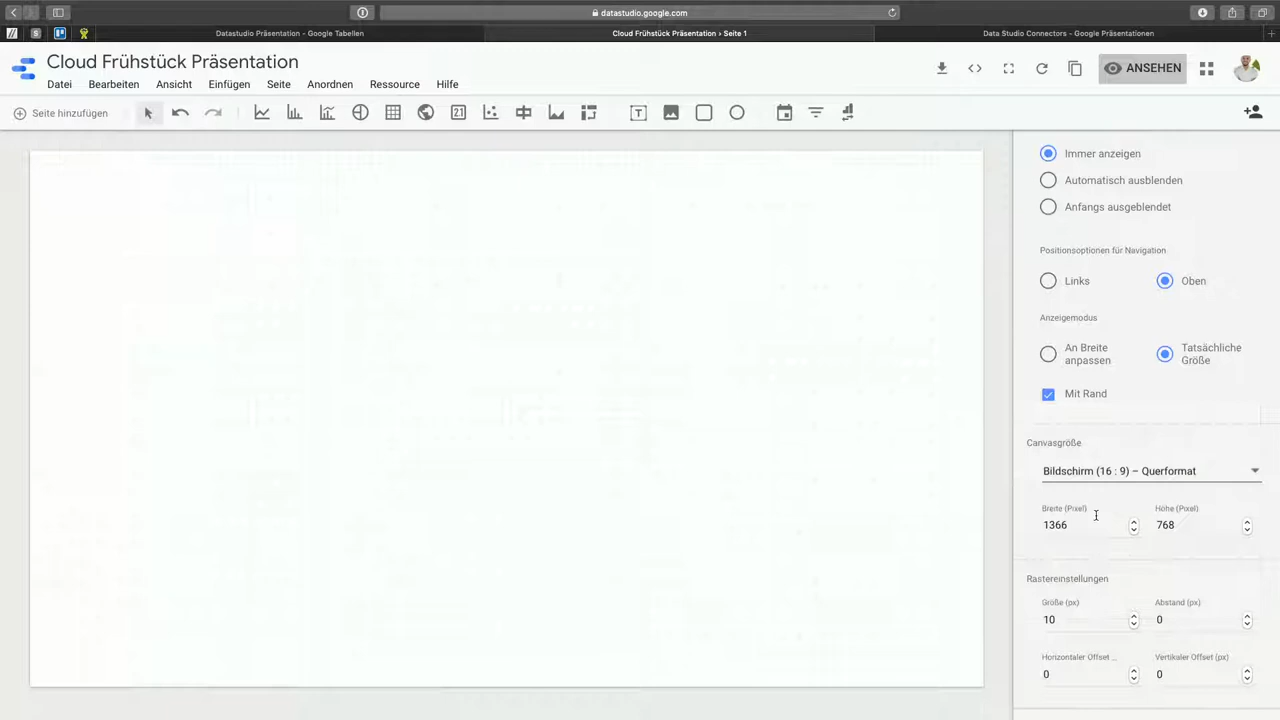 datastudio.google.com
Datastudio Präsentation - Google Tabellen
Cloud Frühstück Präsentation › Seite 1
Data Studio Connectors - Google Präsentationen
Cloud Frühstück Präsentation
Datei
Bearbeiten
Ansicht
Einfügen
Seite
Anordnen
Ressource
Hilfe
ANSEHEN
Seite hinzufügen
Immer anzeigen
Automatisch ausblenden
Anfangs ausgeblendet
Positionsoptionen für Navigation
Links
Oben
Anzeigemodus
An Breite
anpassen
Tatsächliche
Größe
Mit Rand
Canvasgröße
Bildschirm (16 : 9) – Querformat
Breite (Pixel)
Höhe (Pixel)
1366
768
Rastereinstellungen
Größe (px)
Abstand (px)
10
0
Horizontaler Offset ...
Vertikaler Offset (px)
0
0